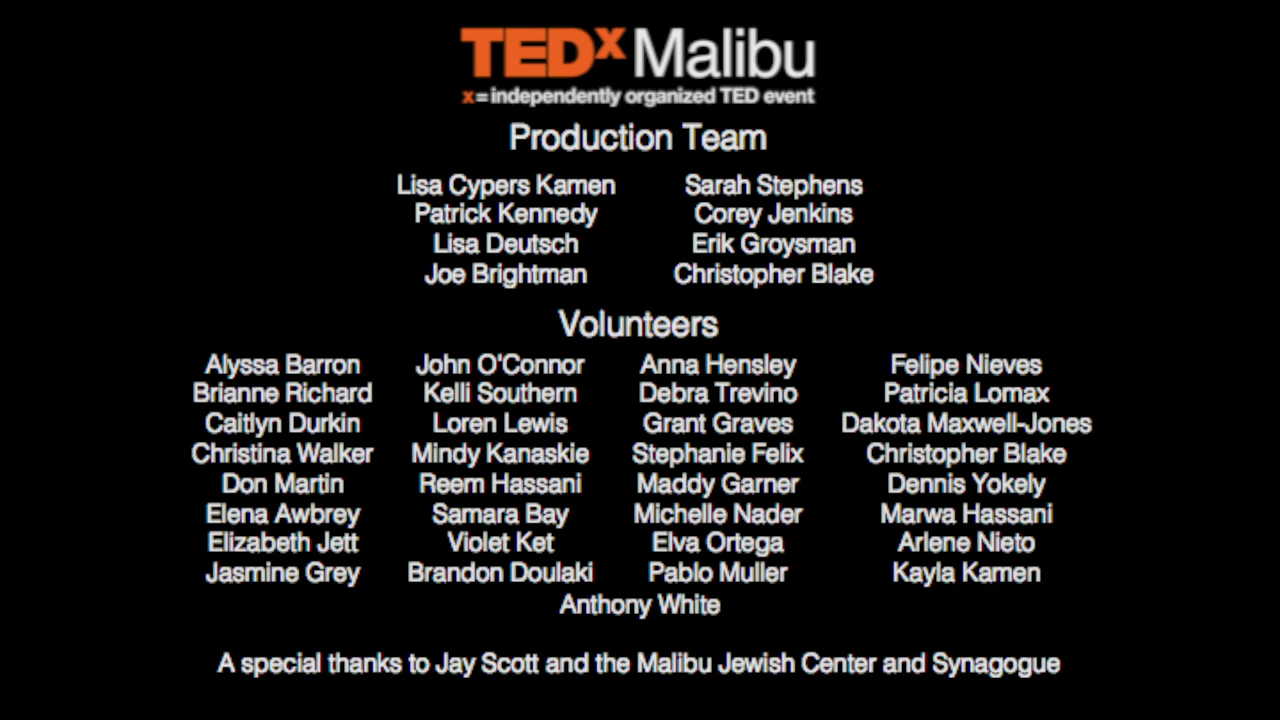 TEDx Malibu
x = independently organized TED event
Production Team
Lisa Cypers Kamen Sarah Stephens
Patrick Kennedy Corey Jenkins
Lisa Deutsch Erik Groysman
Joe Brightman Christopher Blake
Volunteers
Alyssa Barron John O'Connor Anna Hensley Felipe Nieves
Brianne Richard Kelli Southern Debra Trevino Patricia Lomax
Caitlyn Durkin Loren Lewis Grant Graves Dakota Maxwell-Jones
Christina Walker Mindy Kanaskie Stephanie Felix Christopher Blake
Don Martin Reem Hassani Maddy Garner Dennis Yokely
Elena Awbrey Samara Bay Michelle Nader Marwa Hassani
Elizabeth Jett Violet Ket Elva Ortega Arlene Nieto
Jasmine Grey Brandon Doulaki Pablo Muller Kayla Kamen
Anthony White
A special thanks to Jay Scott and the Malibu Jewish Center and Synagogue